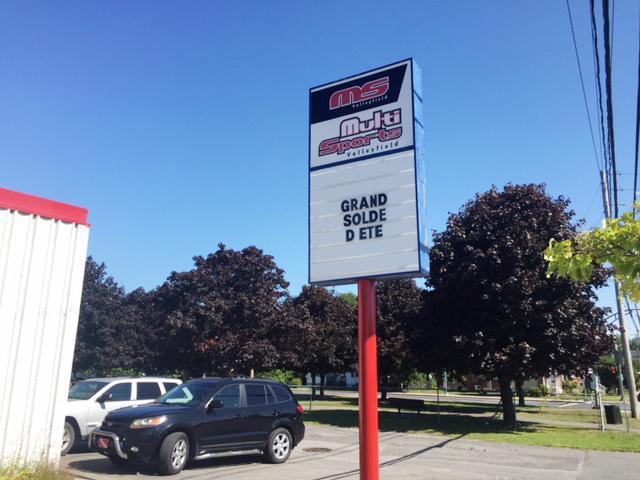 MS
Valleyfield
Multi
Sports
Valleyfield
GRAND
SOLDE
D ETE